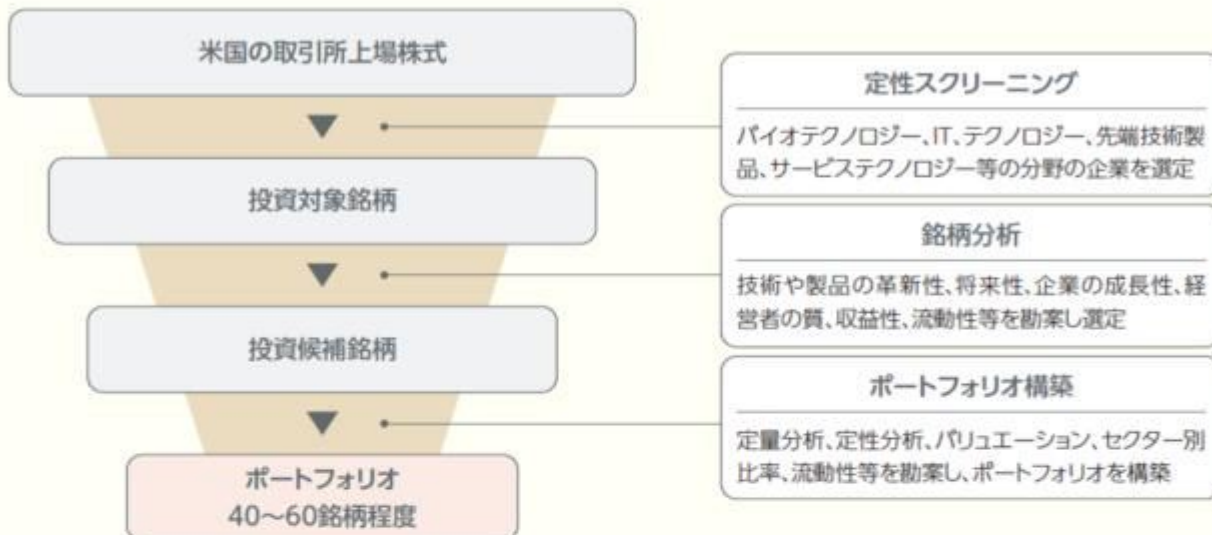 米国の取引所上場株式
定性スクリーニング
バイオテクノロジー、IT、テクノロジー、先端技術製
品、サービステクノロジー等の分野の企業を選定
投資対象銘柄
銘柄分析
技術や製品の革新性、将来性、企業の成長性、経
営者の質、収益性、流動性等を勘案し選定
投資候補銘柄
ポートフォリオ構築
定量分析、定性分析、バリュエーション、セクター別
比率、流動性等を勘案し、ポートフォリオを構築
ポートフォリオ
40～60銘柄程度